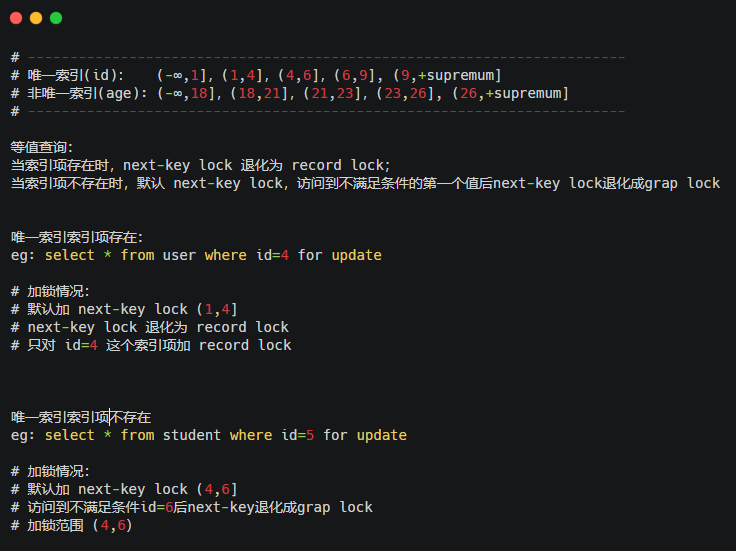 # -----------------------------------------------------------------------
# 唯一索引(id):   (-∞,1], (1,4], (4,6], (6,9], (9,+supremum]
# 非唯一索引(age): (-∞,18], (18,21], (21,23], (23,26], (26,+supremum]
# -----------------------------------------------------------------------
等值查询:
当索引项存在时, next-key lock 退化为 record lock;
当索引项不存在时, 默认 next-key lock, 访问到不满足条件的第一个值后next-key lock退化成grap lock
唯一索引索引项存在:
eg: select * from user where id=4 for update
# 加锁情况:
# 默认加 next-key lock (1,4]
# next-key lock 退化为 record lock
# 只对 id=4 这个索引项加 record lock
唯一索引索引项不存在
eg: select * from student where id=5 for update
# 加锁情况:
# 默认加 next-key lock (4,6]
# 访问到不满足条件id=6后next-key退化成grap lock
# 加锁范围 (4,6)